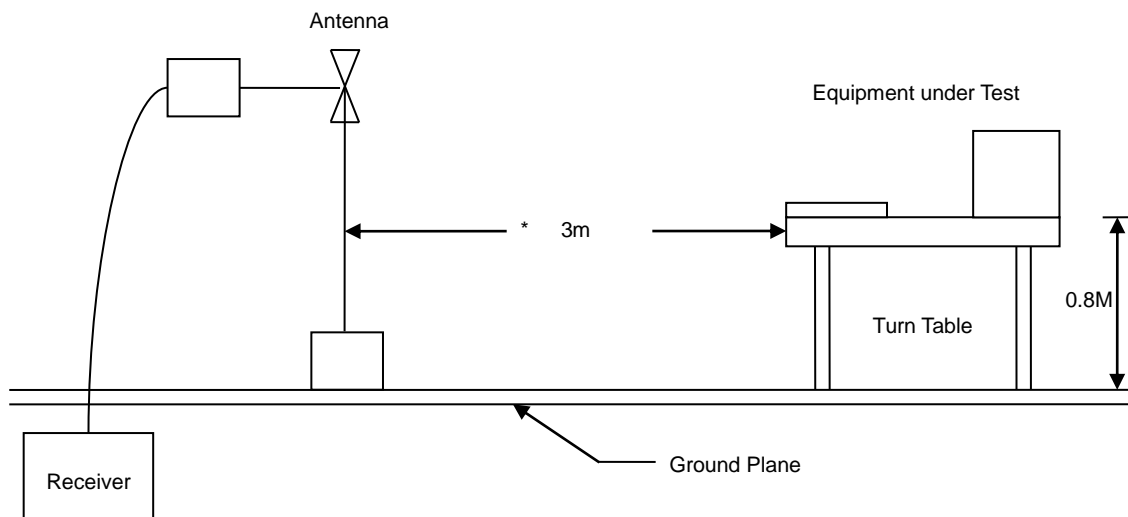 Antenna
Equipment under Test
* 3m
0.8M
Turn Table
Ground Plane
Receiver